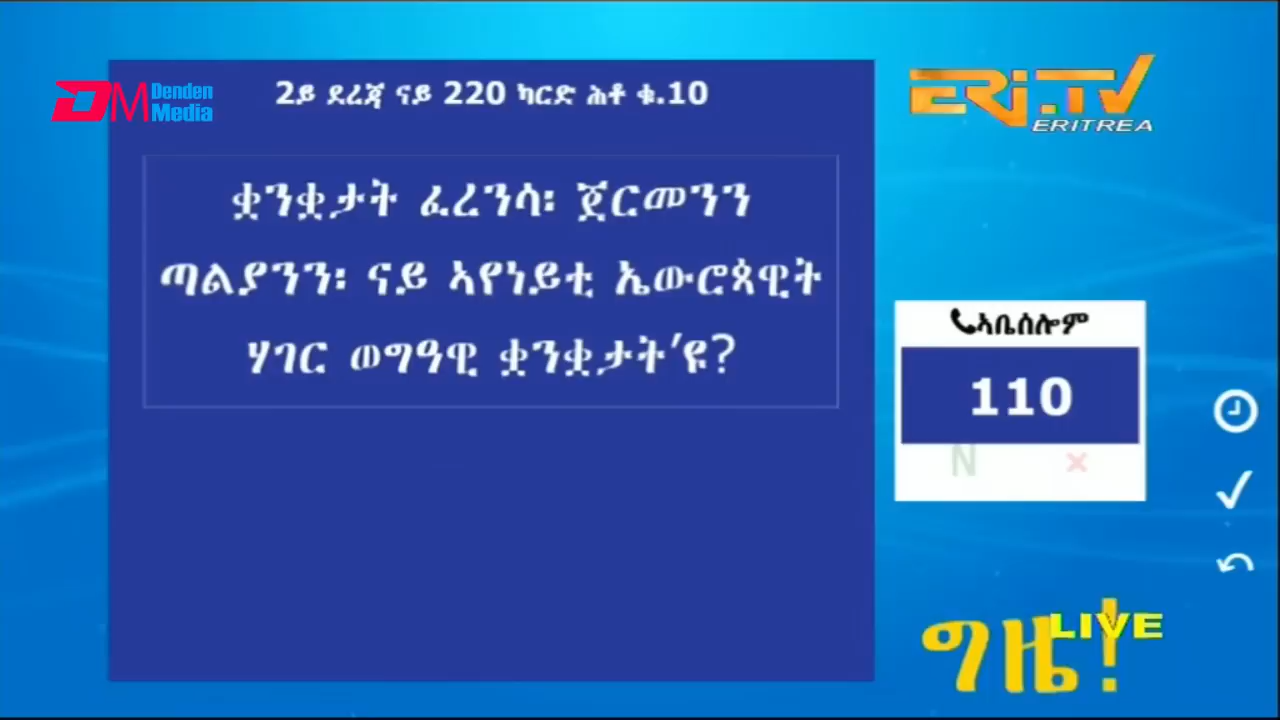 DM Denden Media
2ይ ደረጃ ናይ 220 ካርድ ሕቶ ቁ.10
ERi.TV
ERITREA
ቋንቋታት ፈረንሳ፡ ጀርመንን
ጣልያንን፡ ናይ ኣየነይቲ ኤውሮጳዊት
ሃገር ወግዓዊ ቋንቋታት'ዩ?
ኣቤሰሎም
110
N ×
LIVE
ግዜ!